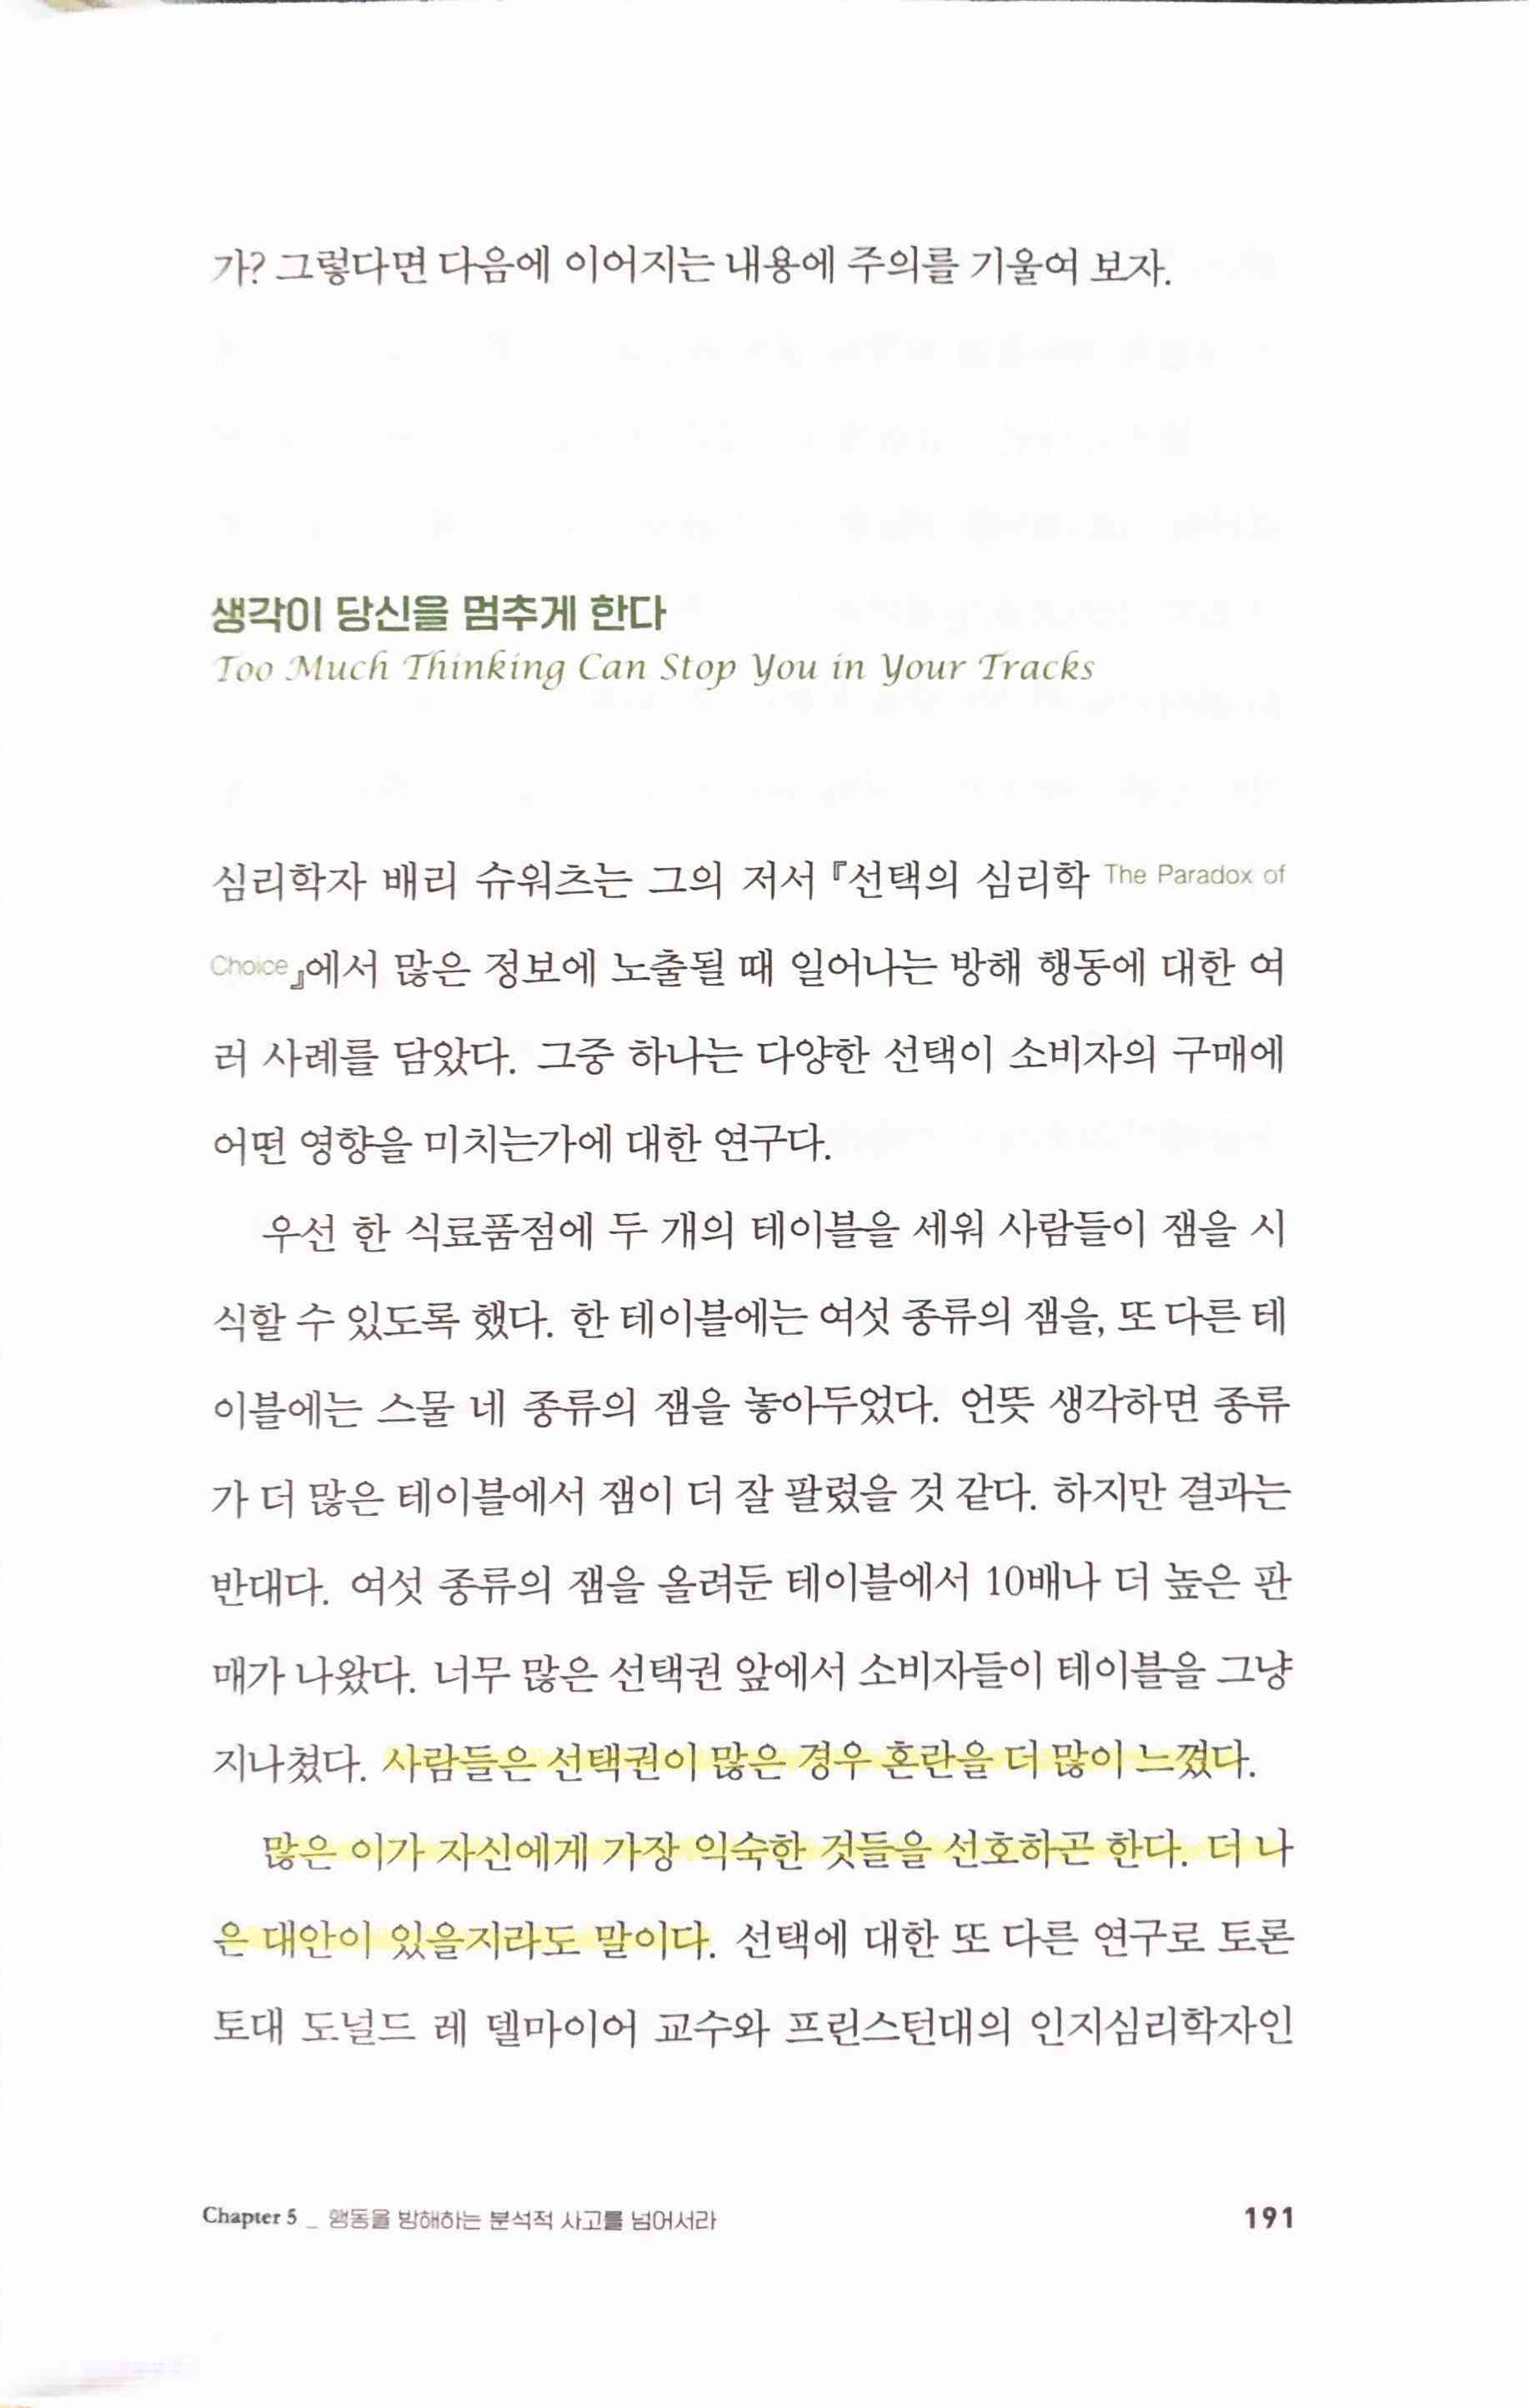 가? 그렇다면 다음에 이어지는 내용에 주의를 기울여 보자.
생각이 당신을 멈추게 한다
Too Much Thinking Can Stop You in Your Tracks
심리학자 배리 슈워츠는 그의 저서 『선택의 심리학 The Paradox of
Choice』에서 많은 정보에 노출될 때 일어나는 방해 행동에 대한 여
러 사례를 담았다. 그중 하나는 다양한 선택이 소비자의 구매에
어떤 영향을 미치는가에 대한 연구다.
우선 한 식료품점에 두 개의 테이블을 세워 사람들이 잼을 시
식할 수 있도록 했다. 한 테이블에는 여섯 종류의 잼을, 또 다른 테
이블에는 스물 네 종류의 잼을 놓아두었다. 언뜻 생각하면 종류
가 더 많은 테이블에서 잼이 더 잘 팔렸을 것 같다. 하지만 결과는
반대다. 여섯 종류의 잼을 올려둔 테이블에서 10배나 더 높은 판
매가 나왔다. 너무 많은 선택권 앞에서 소비자들이 테이블을 그냥
지나쳤다. 사람들은 선택권이 많은 경우 혼란을 더 많이 느꼈다.
많은 이가 자신에게 가장 익숙한 것들을 선호하곤 한다. 더 나
은 대안이 있을지라도 말이다. 선택에 대한 또 다른 연구로 토론
토대 도널드 레 델마이어 교수와 프린스턴대의 인지심리학자인
Chapter 5 _ 행동을 방해하는 분석적 사고를 넘어서라
191